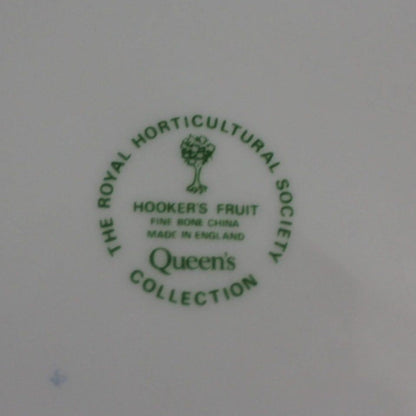 THE ROYAL HORTICULTURAL SOCIETY
HOOKER'S FRUIT
FINE BONE CHINA
MADE IN ENGLAND
Queen's
COLLECTION